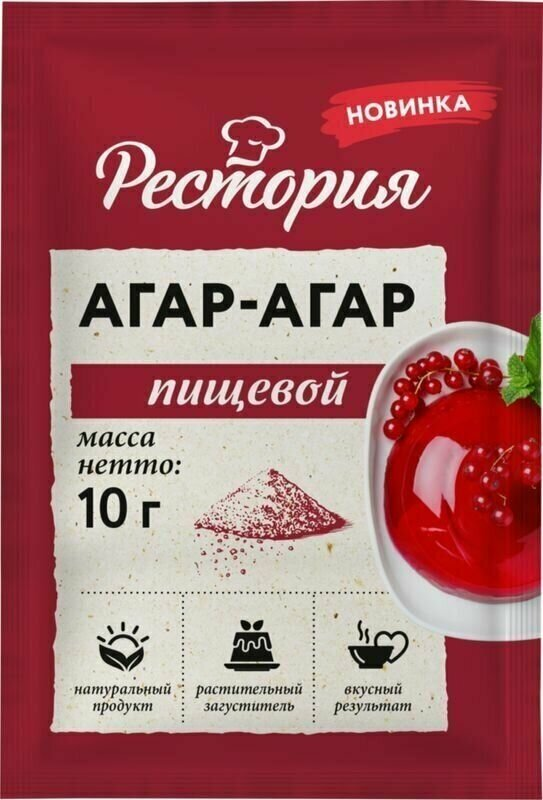 НОВИНКА
Рестория
АГАР-АГАР
пищевой
масса
нетто:
10 г
натуральный
продукт
растительный
загуститель
вкусный
результат